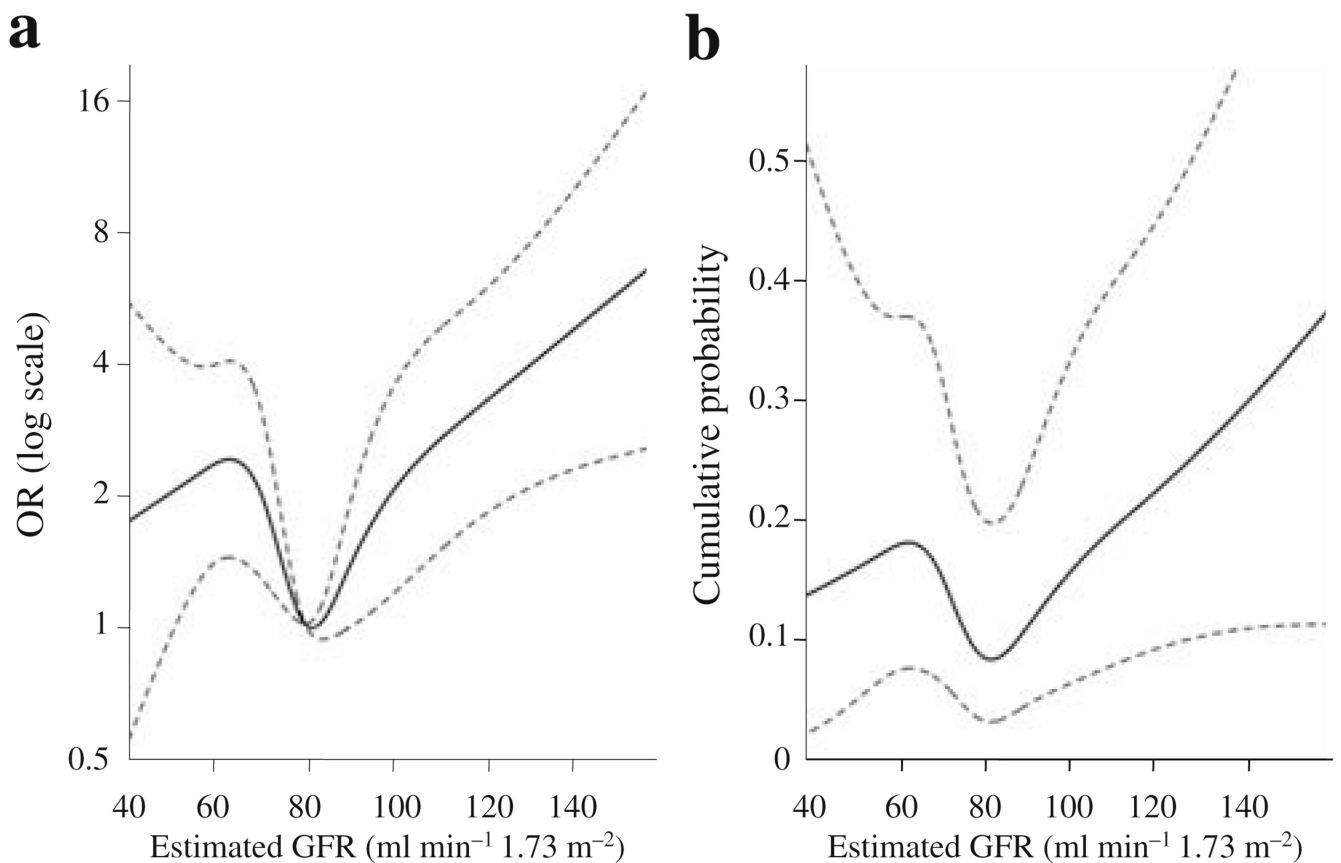 a
OR (log scale)
16
8
4
2
1
0.5
40 60 80 100 120 140
Estimated GFR (ml min⁻¹ 1.73 m⁻²)
b
Cumulative probability
0.5
0.4
0.3
0.2
0.1
0
40 60 80 100 120 140
Estimated GFR (ml min⁻¹ 1.73 m⁻²)